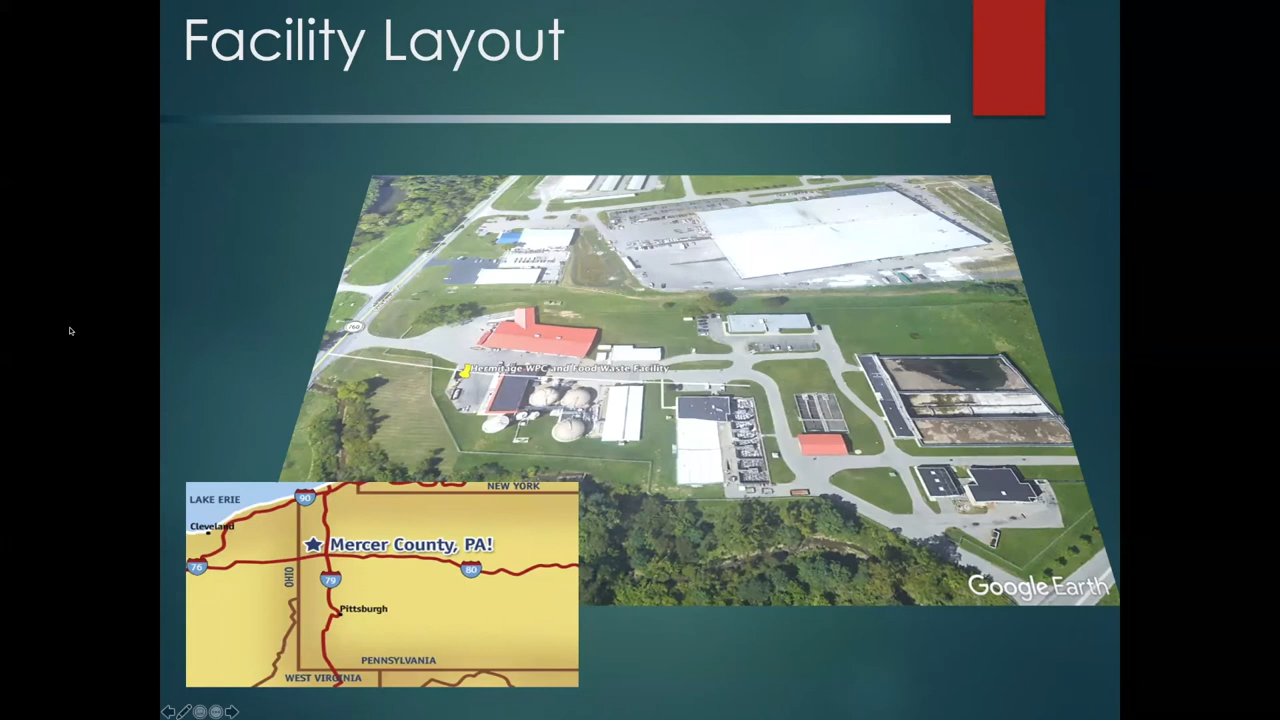 Facility Layout
760
Hermitage WPC and Food Waste Facility
Google Earth
LAKE ERIE
90
NEW YORK
Cleveland
Mercer County, PA!
76
OHIO
79
80
Pittsburgh
PENNSYLVANIA
WEST VIRGINIA